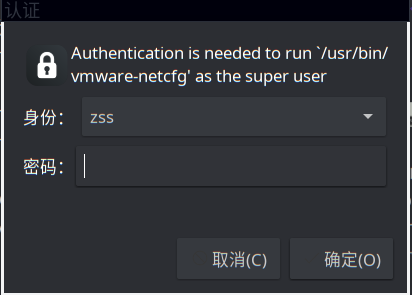 认证
Authentication is needed to run `/usr/bin/
vmware-netcfg' as the super user
身份：
zss
密码：
取消(C)
确定(O)